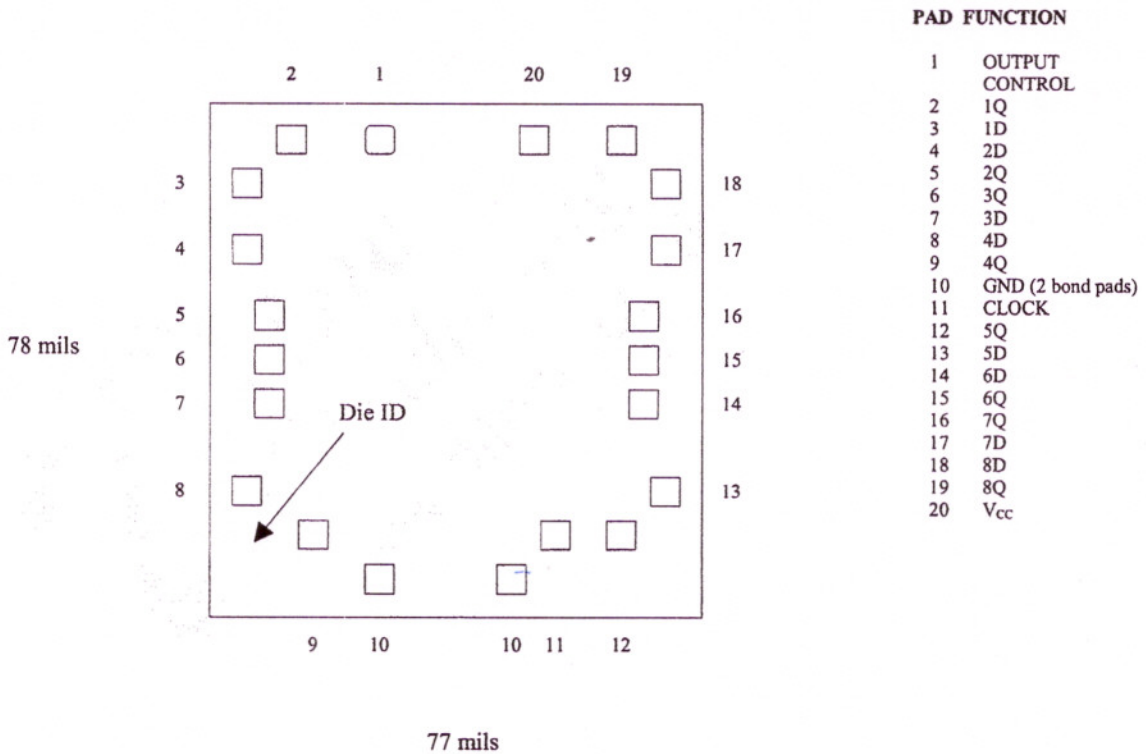 PAD FUNCTION
1 OUTPUT
CONTROL
2 1Q
3 1D
4 2D
5 2Q
6 3Q
7 3D
8 4D
9 4Q
10 GND (2 bond pads)
11 CLOCK
12 5Q
13 5D
14 6D
15 6Q
16 7Q
17 7D
18 8D
19 8Q
20 Vcc
2 1 20 19
3 18
4 17
5 16
78 mils
6 15
7 14
Die ID
8 13
9 10 10 11 12
77 mils